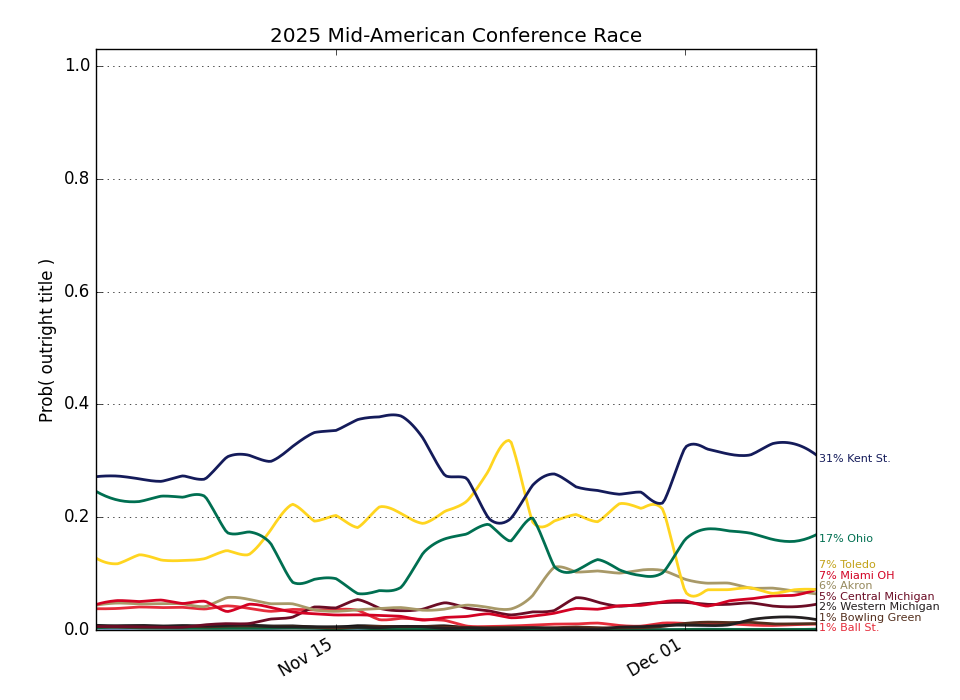 2025 Mid-American Conference Race
Prob( outright title )
1.0
0.8
0.6
0.4
0.2
0.0
Nov 15
Dec 01
31% Kent St.
17% Ohio
7% Toledo
7% Miami OH
6% Akron
5% Central Michigan
2% Western Michigan
1% Bowling Green
1% Ball St.